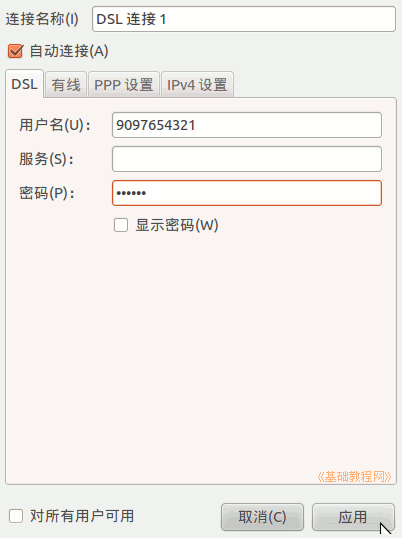 连接名称(I) DSL 连接 1
自动连接(A)
DSL 有线 PPP 设置 IPv4 设置
用户名(U)： 9097654321
服务(S)：
密码(P)： ••••••
显示密码(W)
《基础教程网》
对所有用户可用 取消(C) 应用